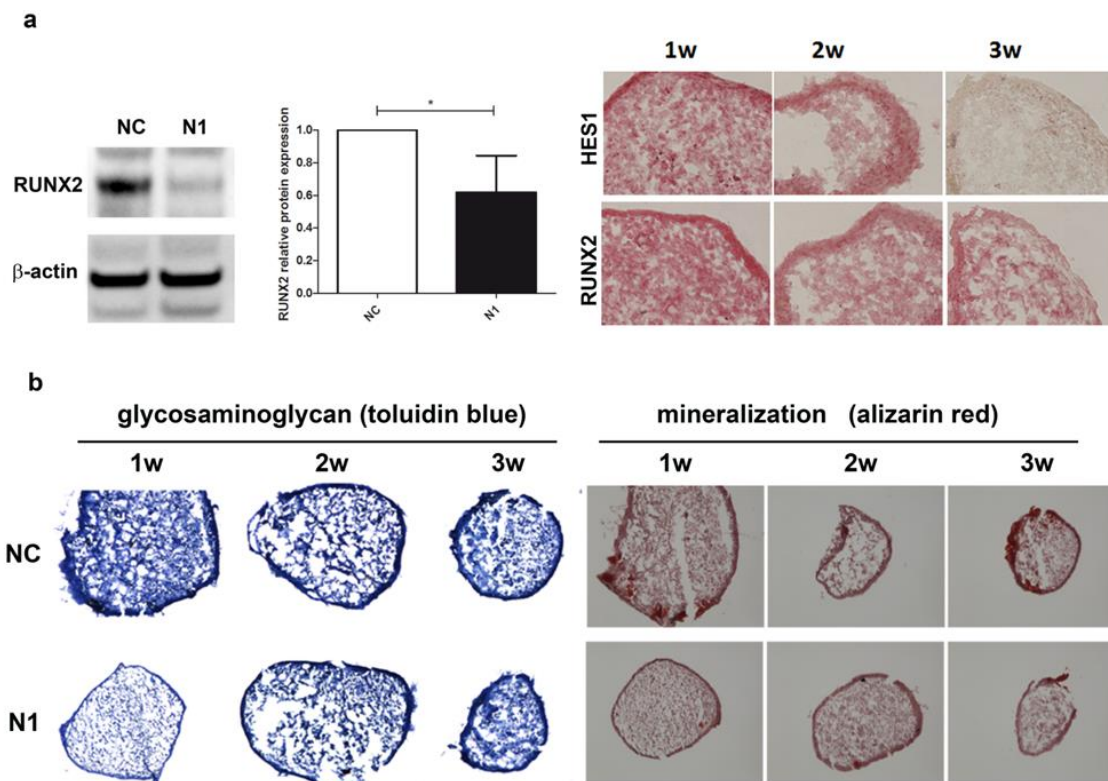 a
1w 2w 3w
NC N1
RUNX2
β-actin
RUNX2 relative protein expression
1.0
0.8
0.6
0.4
0.2
0.0
*
NC N1
HES1
RUNX2
b
glycosaminoglycan (toluidin blue) mineralization (alizarin red)
1w 2w 3w 1w 2w 3w
NC
N1